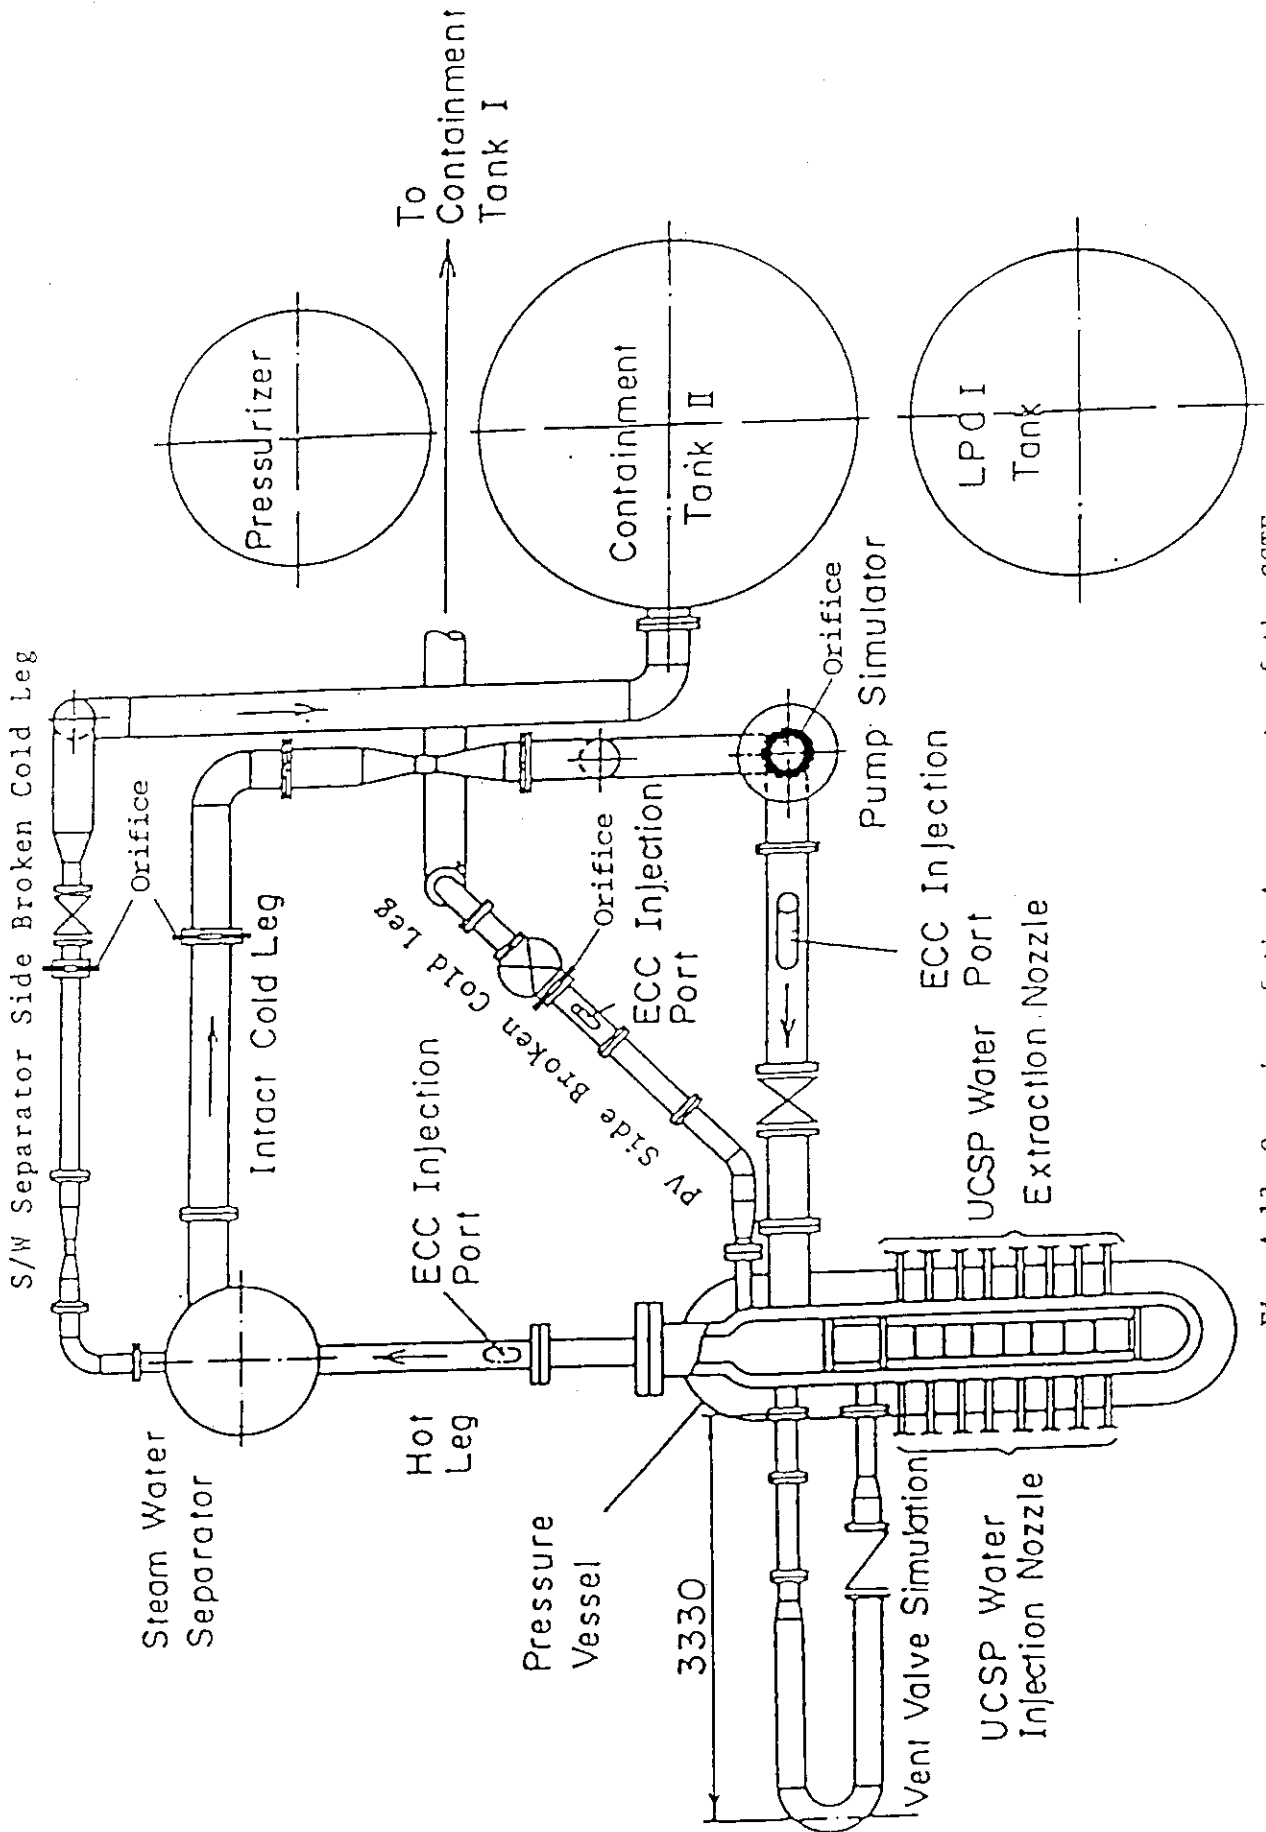 S/W Separator Side Broken Cold Leg
Orifice
Steam Water
Separator
Intact Cold Leg
Pressurizer
To
Containment
Tank I
Hot
Leg
ECC Injection
Port
PV Side Broken Cold Leg
Orifice
ECC Injection
Port
Containment
Tank II
Pressure
Vessel
3330
Orifice
Pump Simulator
ECC Injection
Port
LPCI
Tank
Vent Valve Simulation
UCSP Water
Injection Nozzle
UCSP Water
Extraction Nozzle